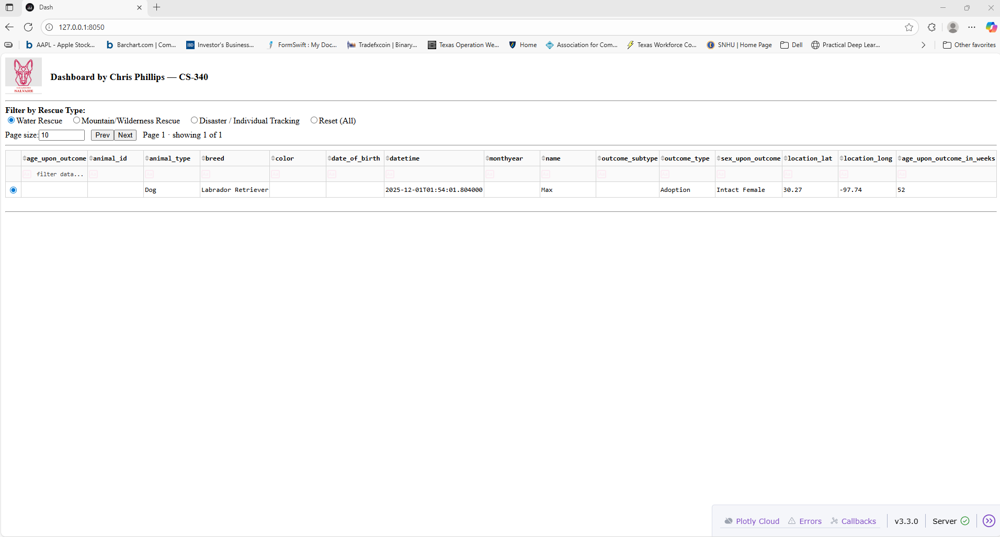 Dash
127.0.0.1:8050
AAPL - Apple Stock...
Barchart.com | Com...
IBD Investor's Business...
FormSwift : My Doc...
Tradefxcoin | Binary...
Texas Operation We...
Home
Association for Com...
Texas Workforce Co...
SNHU | Home Page
Dell
Practical Deep Lear...
Other favorites
SALVARE
Dashboard by Chris Phillips — CS-340
Filter by Rescue Type:
Water Rescue Mountain/Wilderness Rescue Disaster / Individual Tracking Reset (All)
Page size: 10 Prev Next Page 1 · showing 1 of 1
age_upon_outcome animal_id animal_type breed color date_of_birth datetime monthyear name outcome_subtype outcome_type sex_upon_outcome location_lat location_long age_upon_outcome_in_weeks
filter data...
Dog Labrador Retriever 2025-12-01T01:54:01.804000 Max Adoption Intact Female 30.27 -97.74 52
Plotly Cloud Errors Callbacks v3.3.0 Server